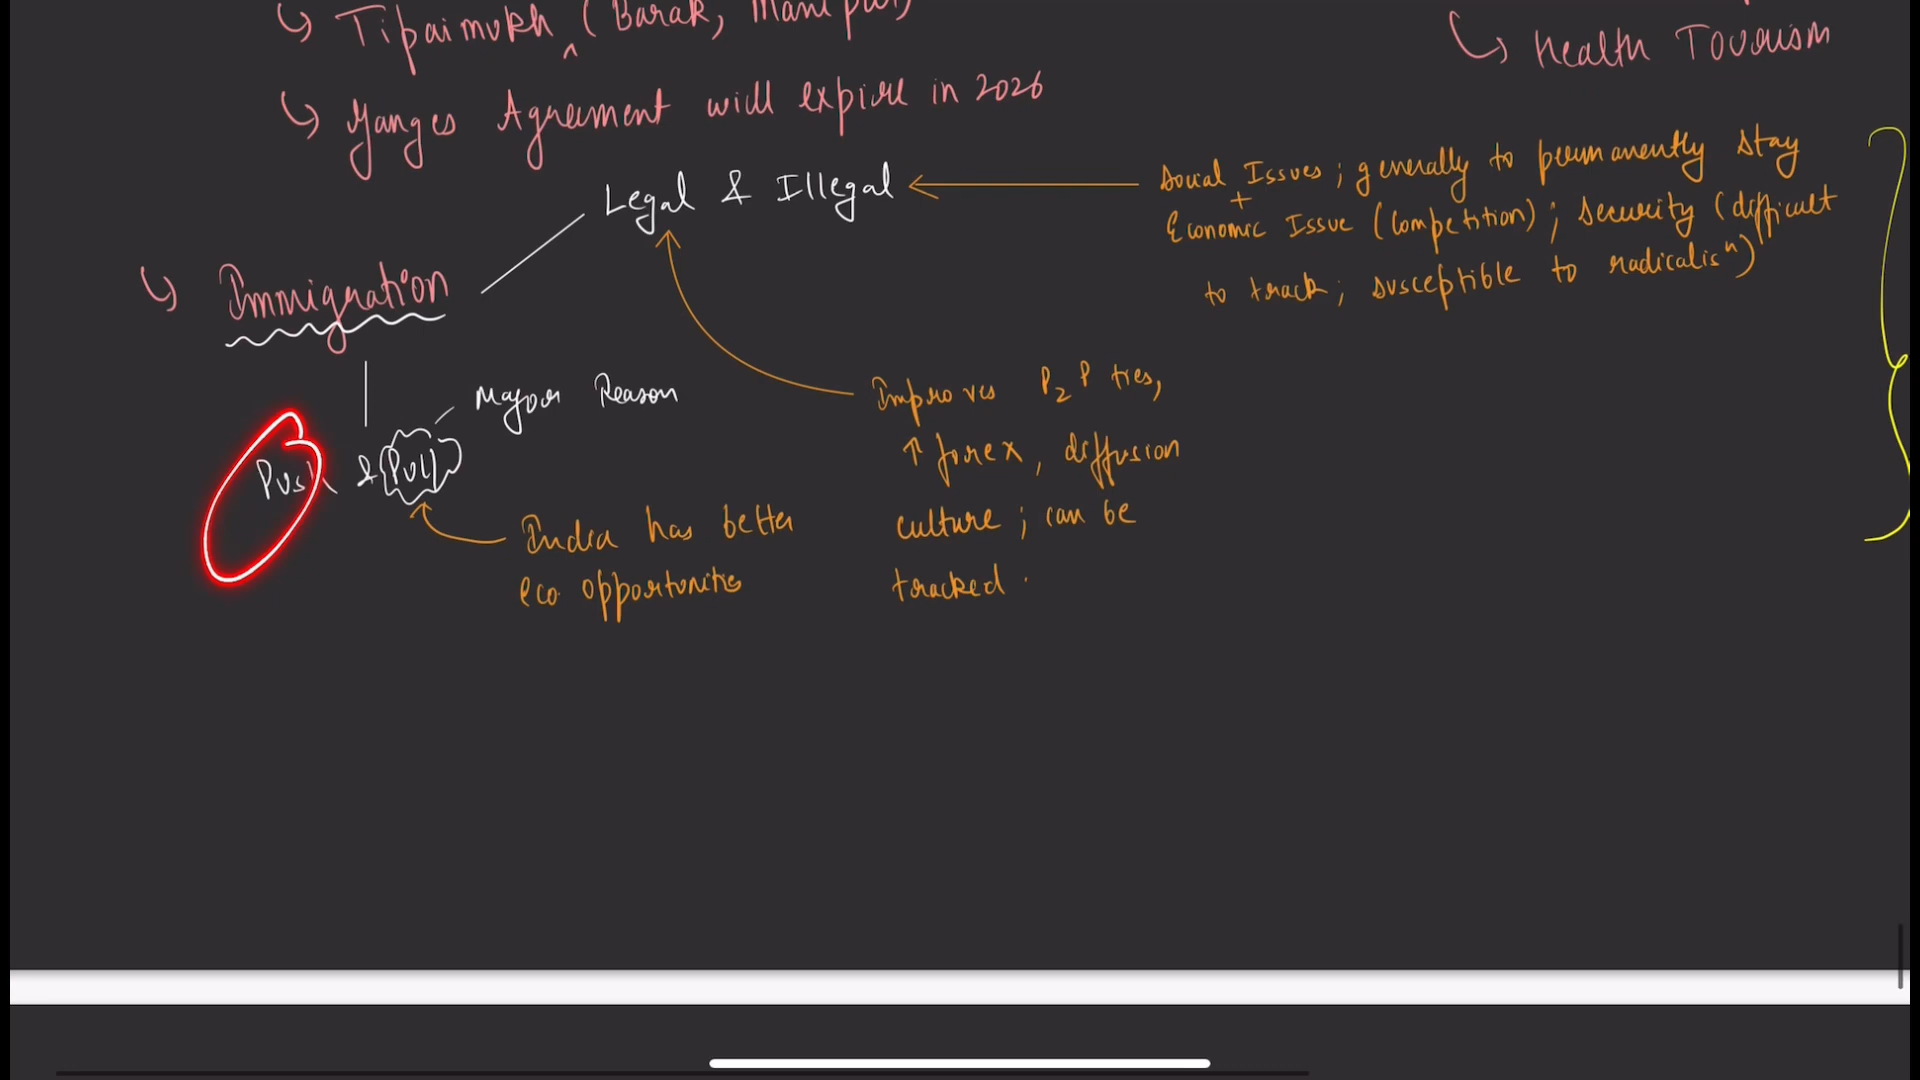 ↳ Tipaimukh (Barak, Manipur)
↳ Ganges Agreement will expire in 2026
↳ Health Tourism
Legal & Illegal
Social Issues ; generally to permanently stay
+
Economic Issue (Competition) ; Security (difficult
to track ; susceptible to radicalisⁿ)
↳ Immigration
Major Reason
Push & Pull
India has better
eco opportunities
Improves P2P ties,
↑ forex, diffusion
culture ; can be
tracked.